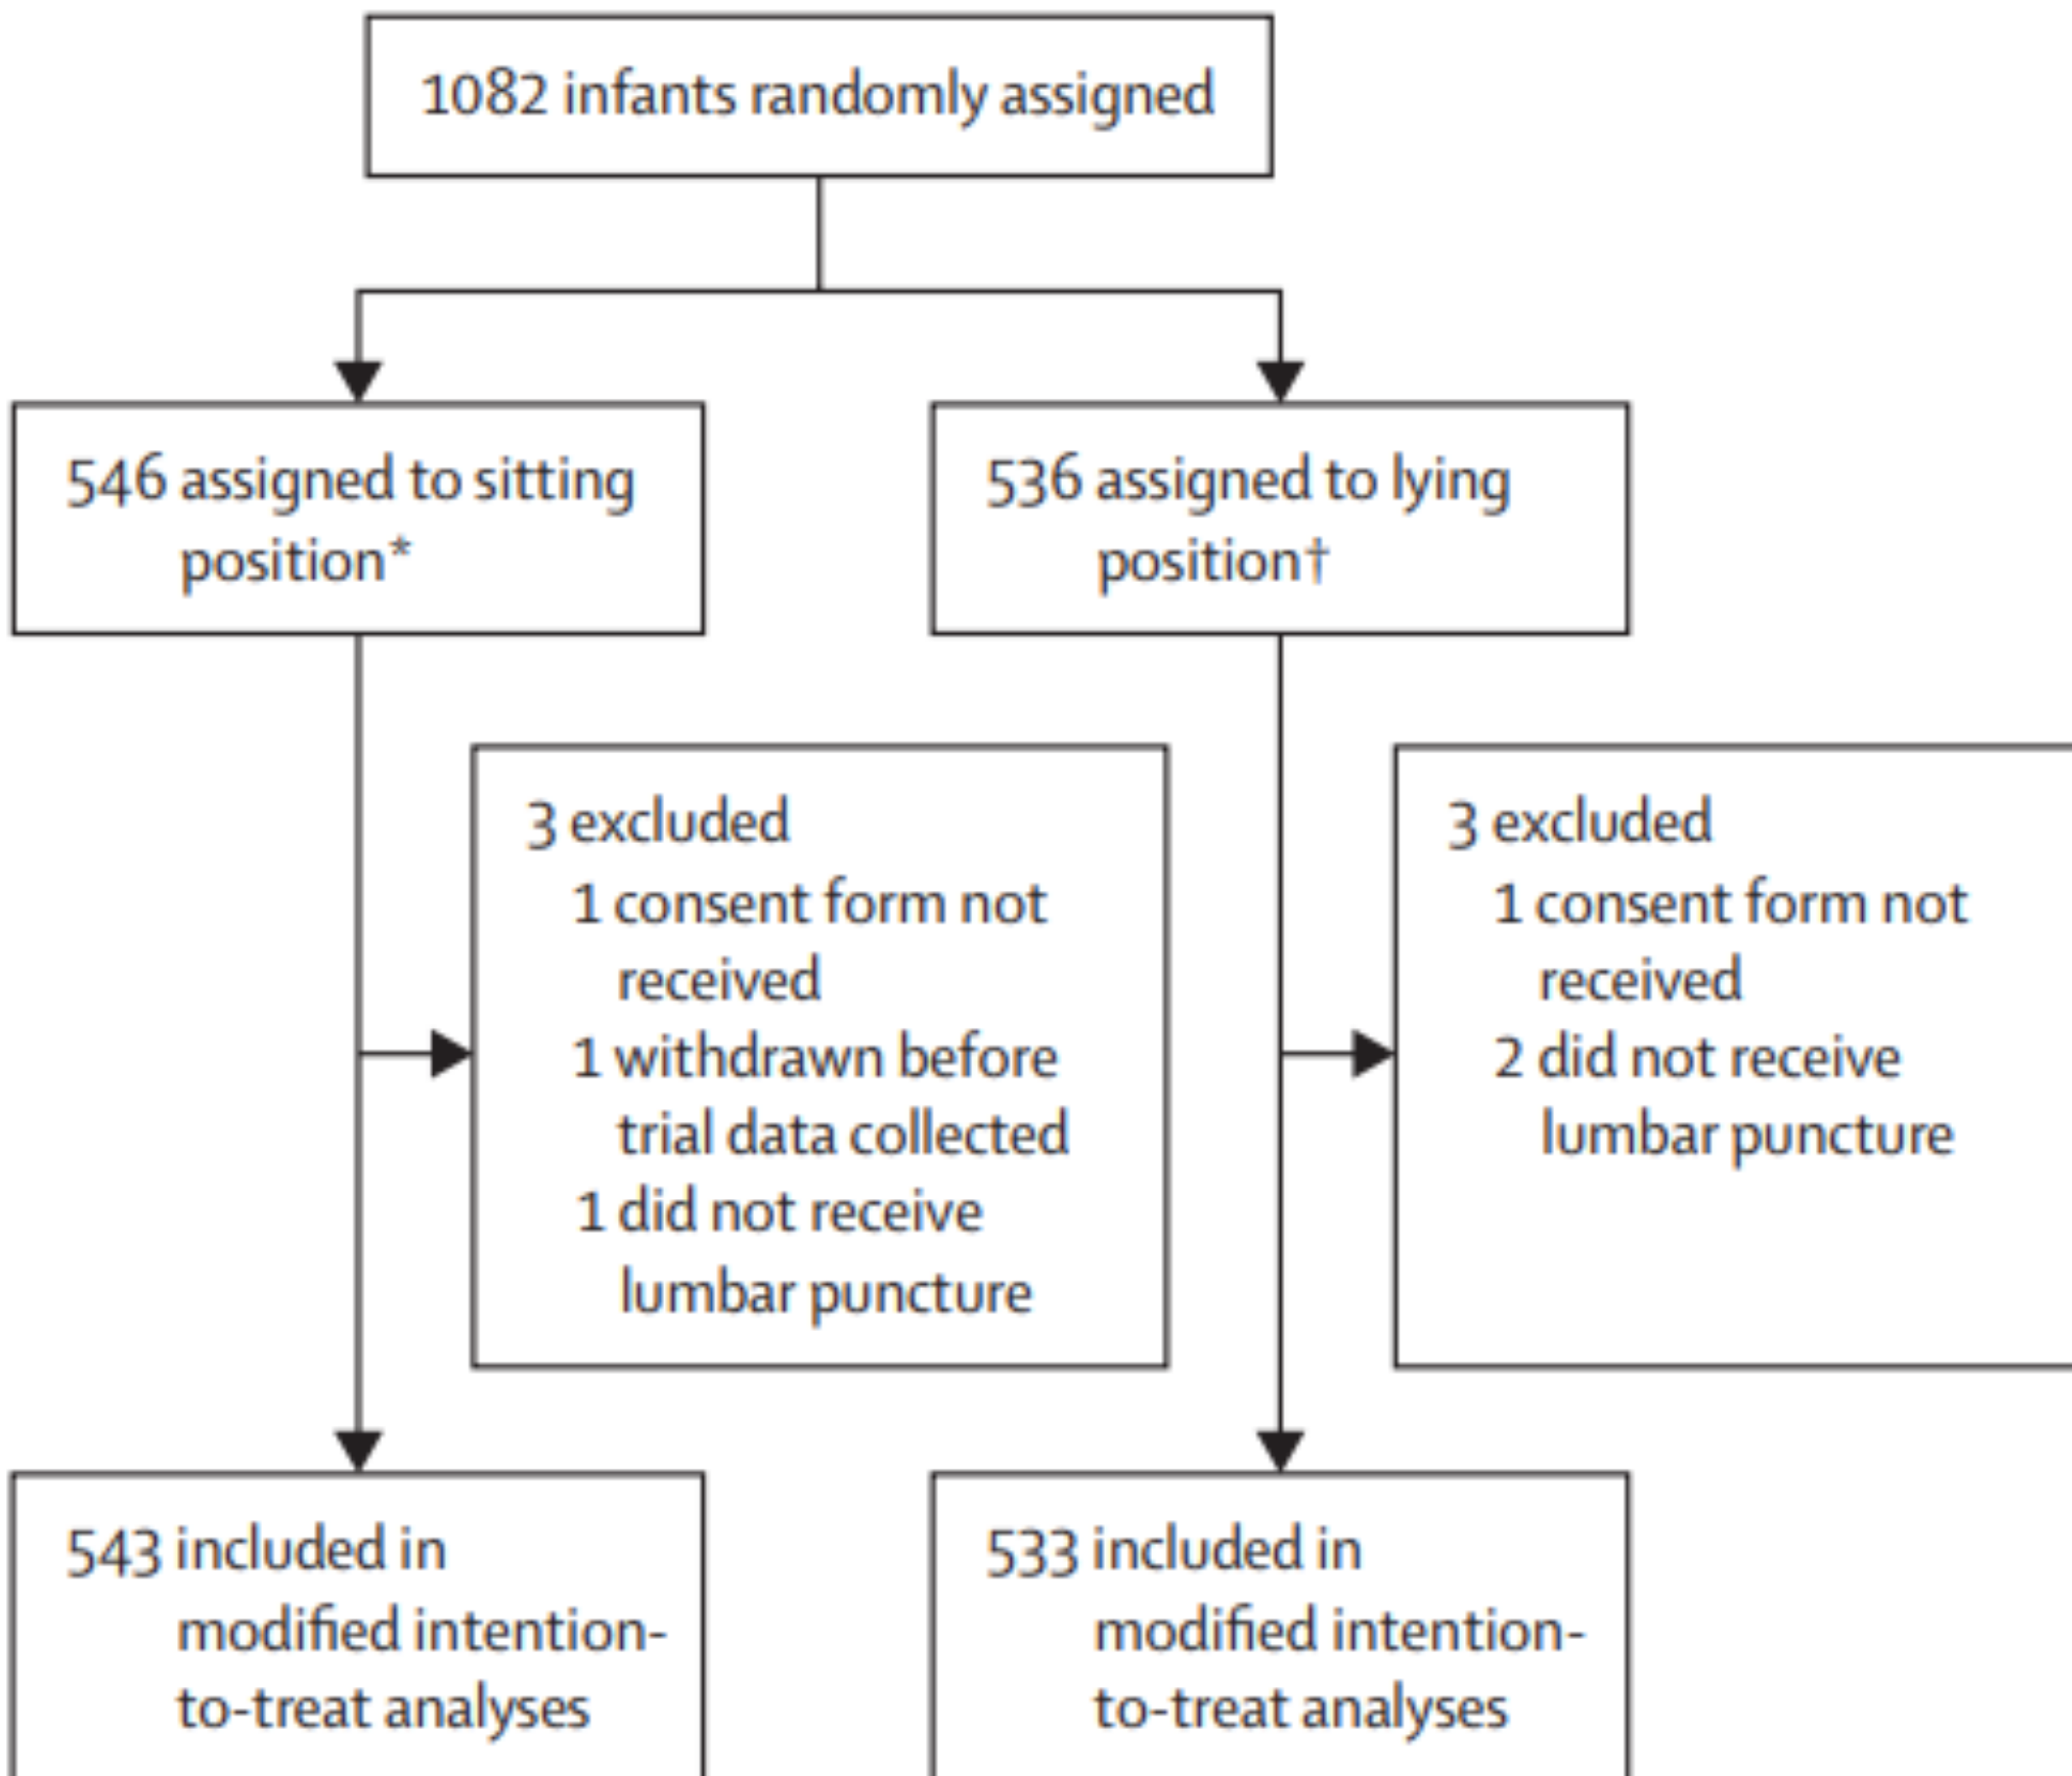 1082 infants randomly assigned
546 assigned to sitting
position*
536 assigned to lying
position†
3 excluded
1 consent form not
received
1 withdrawn before
trial data collected
1 did not receive
lumbar puncture
3 excluded
1 consent form not
received
2 did not receive
lumbar puncture
543 included in
modified intention-
to-treat analyses
533 included in
modified intention-
to-treat analyses